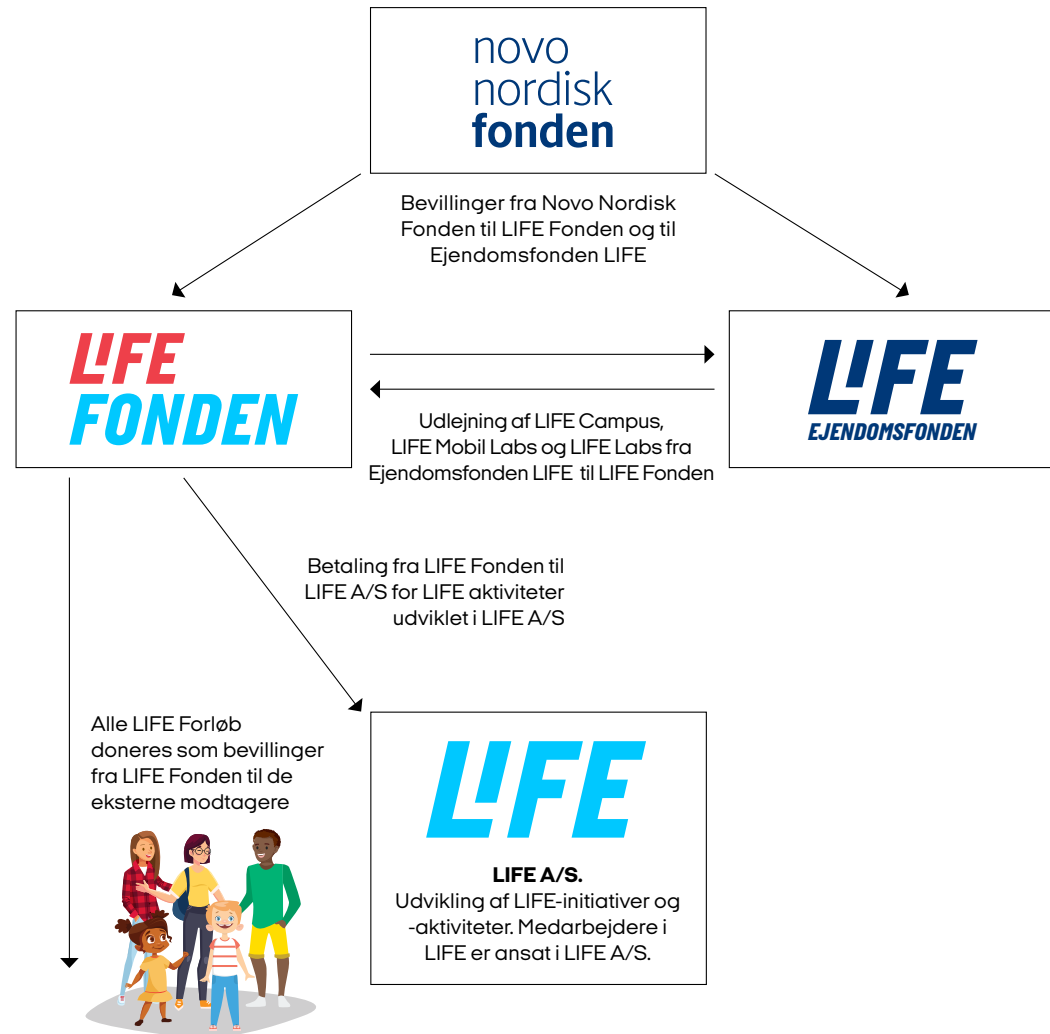 novo
nordisk
fonden
Bevillinger fra Novo Nordisk
Fonden til LIFE Fonden og til
Ejendomsfonden LIFE
LIFE
FONDEN
LIFE
EJENDOMSFONDEN
Udlejning af LIFE Campus,
LIFE Mobil Labs og LIFE Labs fra
Ejendomsfonden LIFE til LIFE Fonden
Betaling fra LIFE Fonden til
LIFE A/S for LIFE aktiviteter
udviklet i LIFE A/S
Alle LIFE Forløb
doneres som bevillinger
fra LIFE Fonden til de
eksterne modtagere
LIFE
LIFE A/S.
Udvikling af LIFE-initiativer og
-aktiviteter. Medarbejdere i
LIFE er ansat i LIFE A/S.